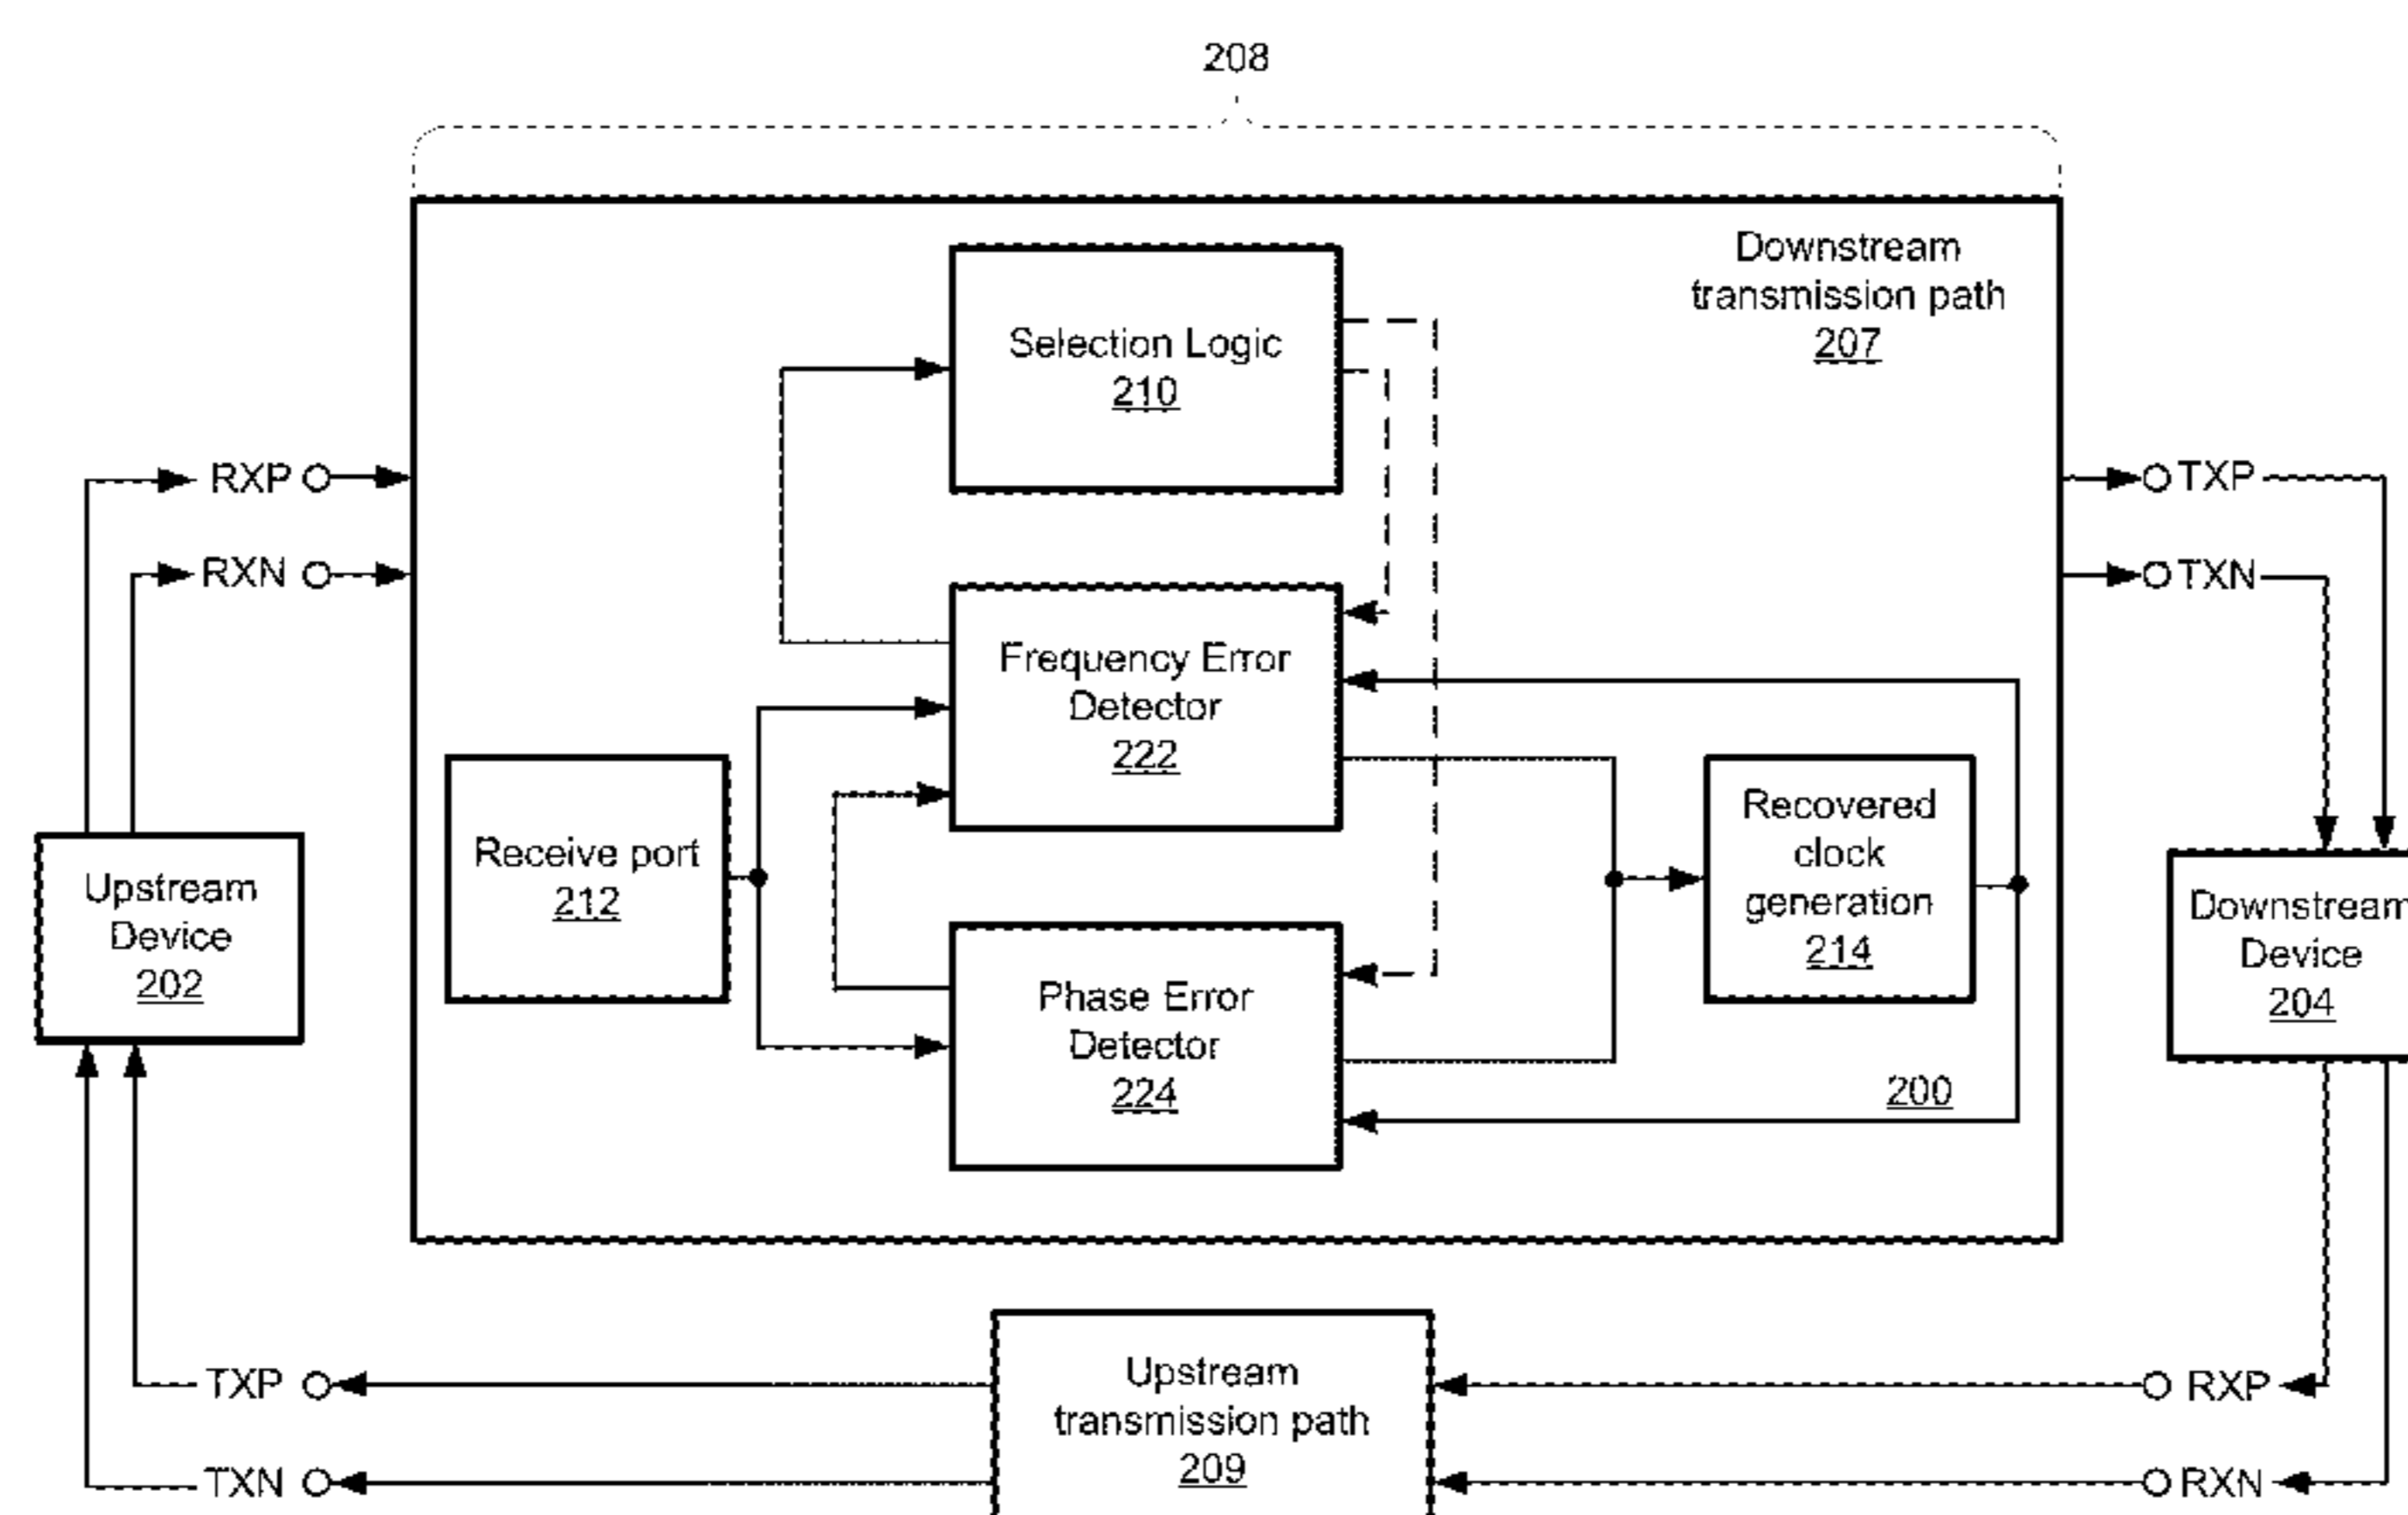 208
Downstream
transmission path
207
Selection Logic
210
RXP
RXN
TXP
TXN
Frequency Error
Detector
222
Receive port
212
Recovered
clock
generation
214
Upstream
Device
202
Downstream
Device
204
Phase Error
Detector
224
200
TXP
TXN
Upstream
transmission path
209
RXP
RXN